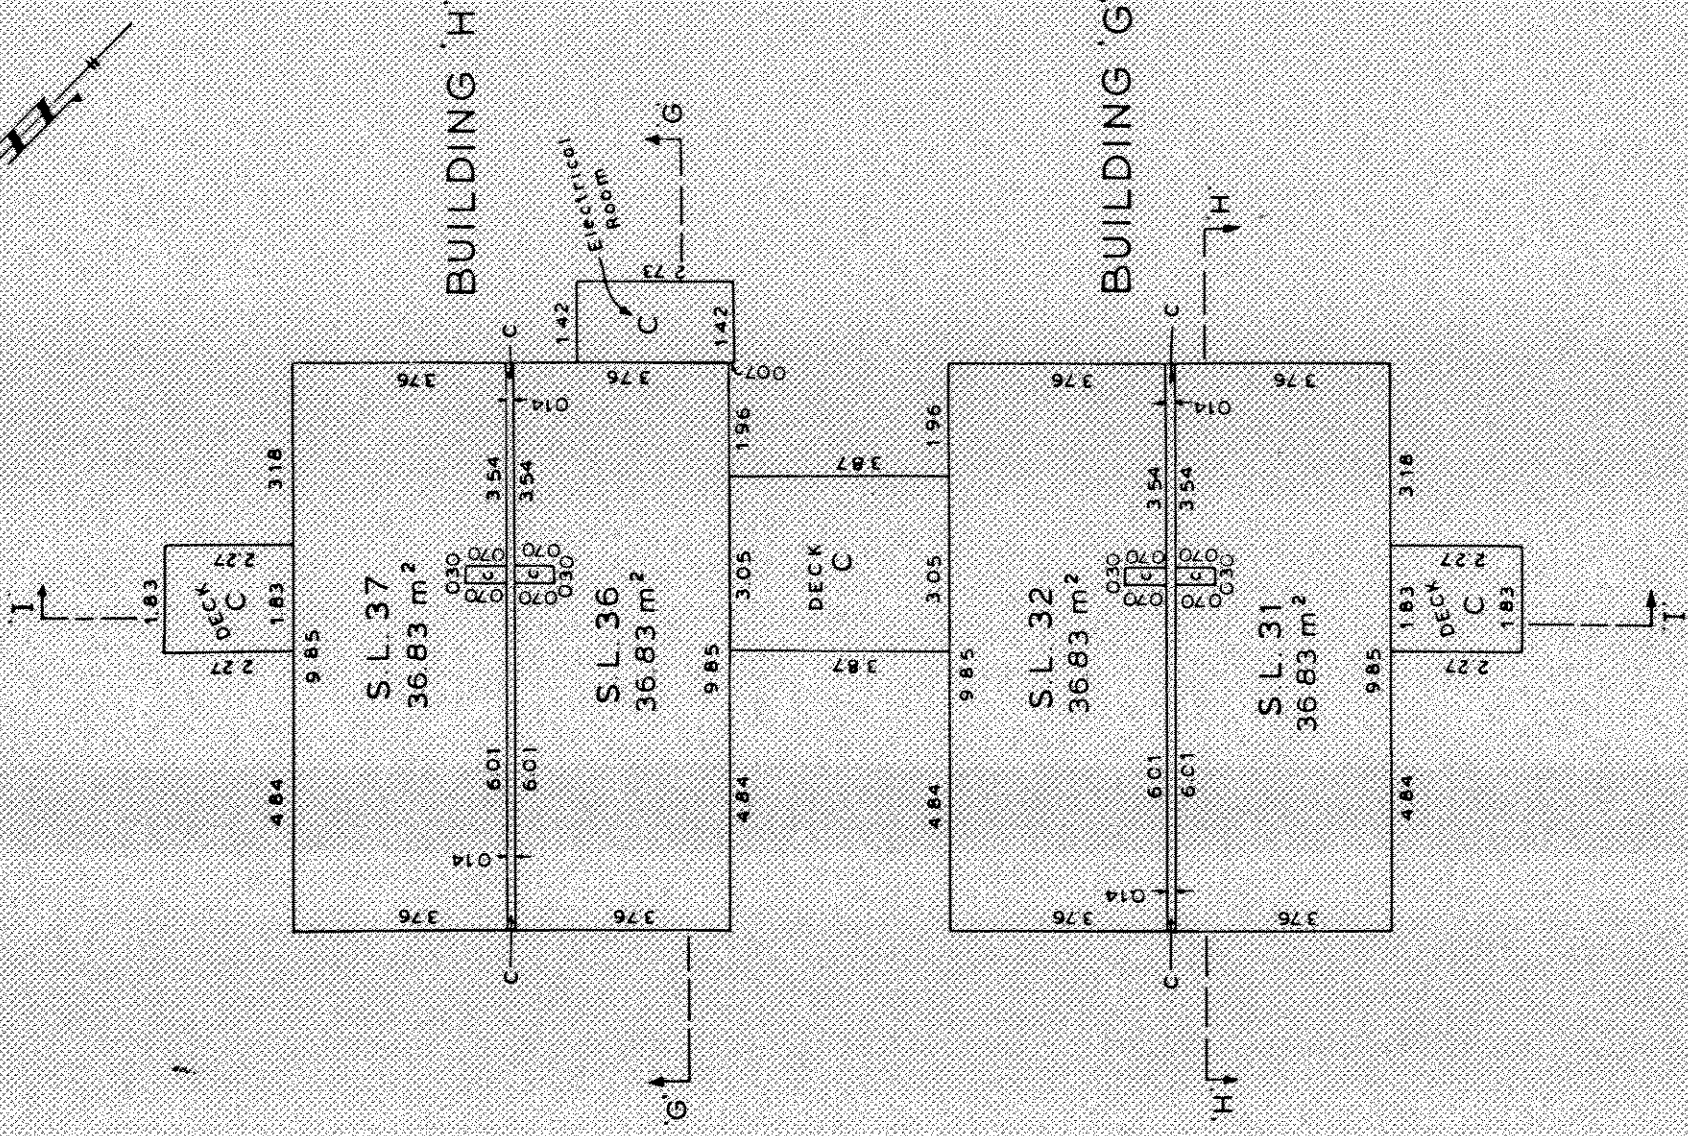 BUILDING 'H'
BUILDING 'G'
'I'
1.83
2.27
DECK
C
2.27
1.83
3.18
4.84
9.85
3.76
3.76
S.L. 37
36.83 m²
0.30
0.70
C
0.70
3.54
6.01
0.14
C
C
3.54
6.01
0.14
0.70
C
0.70
0.30
S.L. 36
36.83 m²
3.76
3.76
9.85
1.42
C
1.42
2.73
Electrical
Room
0.07
'G'
'G'
1.96
3.05
4.84
3.87
DECK
C
3.87
1.96
3.05
4.84
9.85
3.76
3.76
S.L. 32
36.83 m²
0.30
0.70
C
0.70
3.54
6.01
0.14
C
C
3.54
6.01
0.14
0.70
C
0.70
0.30
S.L. 31
36.83 m²
3.76
3.76
'H'
'H'
9.85
3.18
4.84
1.83
2.27
DECK
C
2.27
1.83
'I'